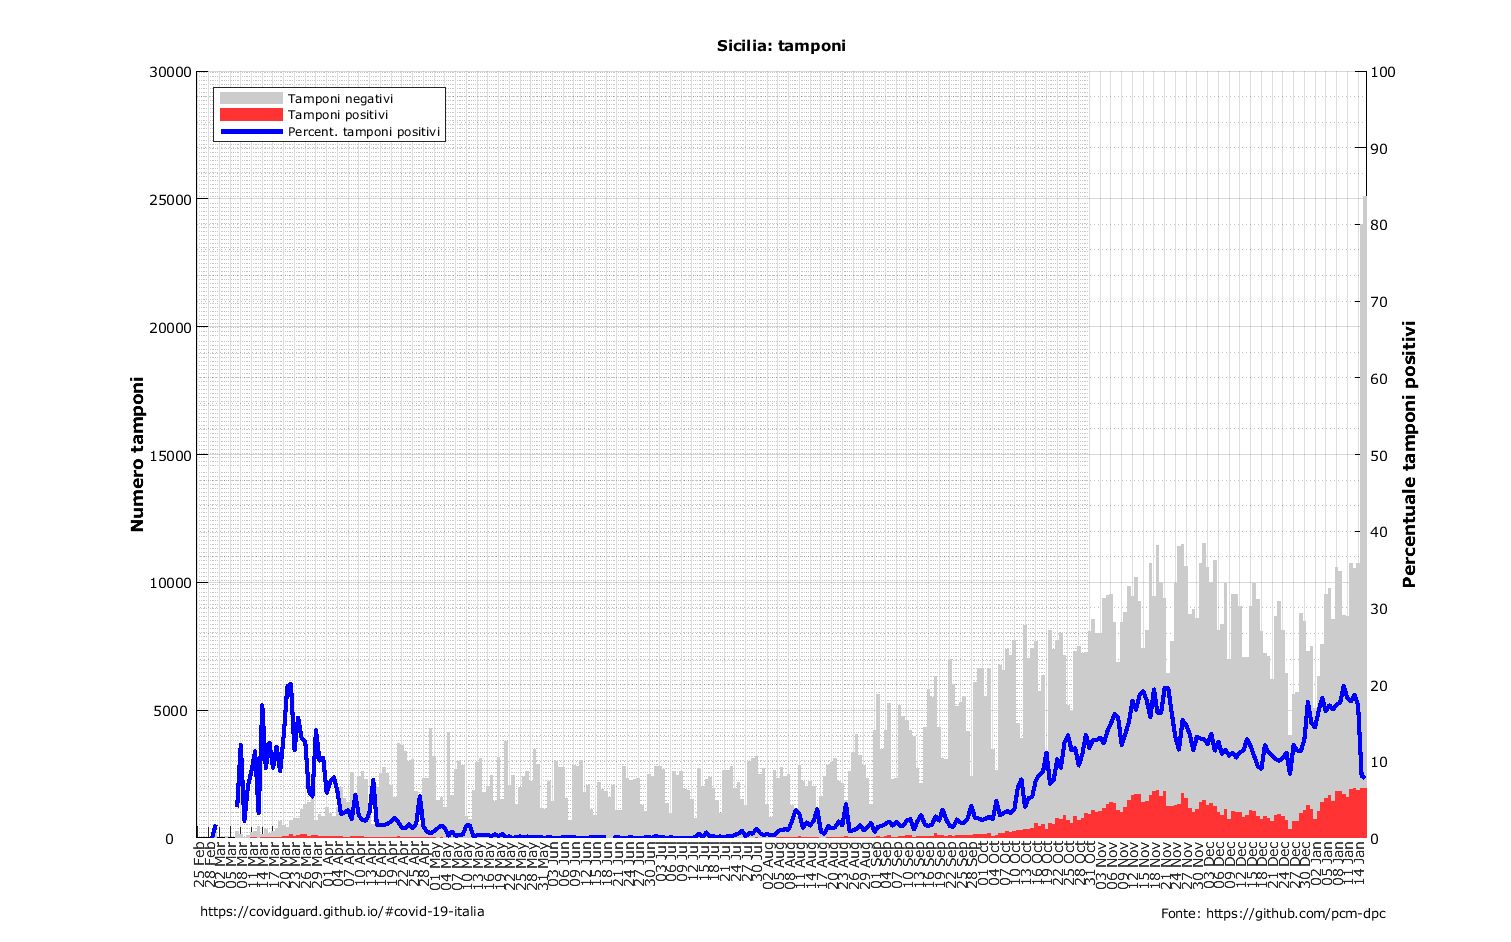 Sicilia: tamponi
Tamponi negativi
Tamponi positivi
Percent. tamponi positivi
Numero tamponi
30000
25000
20000
15000
10000
5000
0
Percentuale tamponi positivi
100
90
80
70
60
50
40
30
20
10
0
25 Feb
28 Feb
02 Mar
05 Mar
08 Mar
11 Mar
14 Mar
17 Mar
20 Mar
23 Mar
26 Mar
29 Mar
01 Apr
04 Apr
07 Apr
10 Apr
13 Apr
16 Apr
19 Apr
22 Apr
25 Apr
28 Apr
01 May
04 May
07 May
10 May
13 May
16 May
19 May
22 May
25 May
28 May
31 May
03 Jun
06 Jun
09 Jun
12 Jun
15 Jun
18 Jun
21 Jun
24 Jun
27 Jun
30 Jun
03 Jul
06 Jul
09 Jul
12 Jul
15 Jul
18 Jul
21 Jul
24 Jul
27 Jul
30 Jul
02 Aug
05 Aug
08 Aug
11 Aug
14 Aug
17 Aug
20 Aug
23 Aug
26 Aug
29 Aug
01 Sep
04 Sep
07 Sep
10 Sep
13 Sep
16 Sep
19 Sep
22 Sep
25 Sep
28 Sep
01 Oct
04 Oct
07 Oct
10 Oct
13 Oct
16 Oct
19 Oct
22 Oct
25 Oct
28 Oct
31 Oct
03 Nov
06 Nov
09 Nov
12 Nov
15 Nov
18 Nov
21 Nov
24 Nov
27 Nov
30 Nov
03 Dec
06 Dec
09 Dec
12 Dec
15 Dec
18 Dec
21 Dec
24 Dec
27 Dec
30 Dec
02 Jan
05 Jan
08 Jan
11 Jan
14 Jan
https://covidguard.github.io/#covid-19-italia
Fonte: https://github.com/pcm-dpc